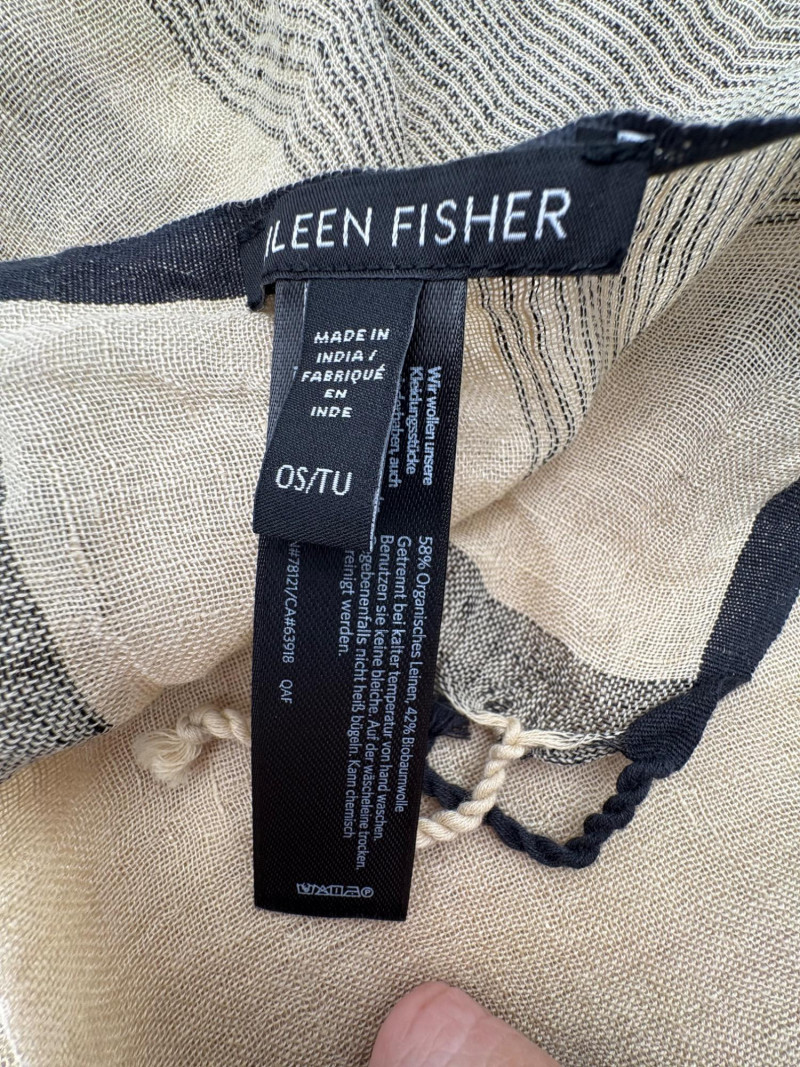 ILEEN FISHER
MADE IN
INDIA /
FABRIQUÉ
EN
INDE
OS/TU
Wir wollen unsere
Kleidungsstücke
auch
58% Organisches Leinen, 42% Biobaumwolle
Getrennt bei kalter temperatur von hand waschen.
Benutzen sie keine bleiche. Auf der wäscheleine trocken.
gebenenfalls nicht heiß bügeln. Kann chemisch
reinigt werden.
N#78121/CA#63918 QAF